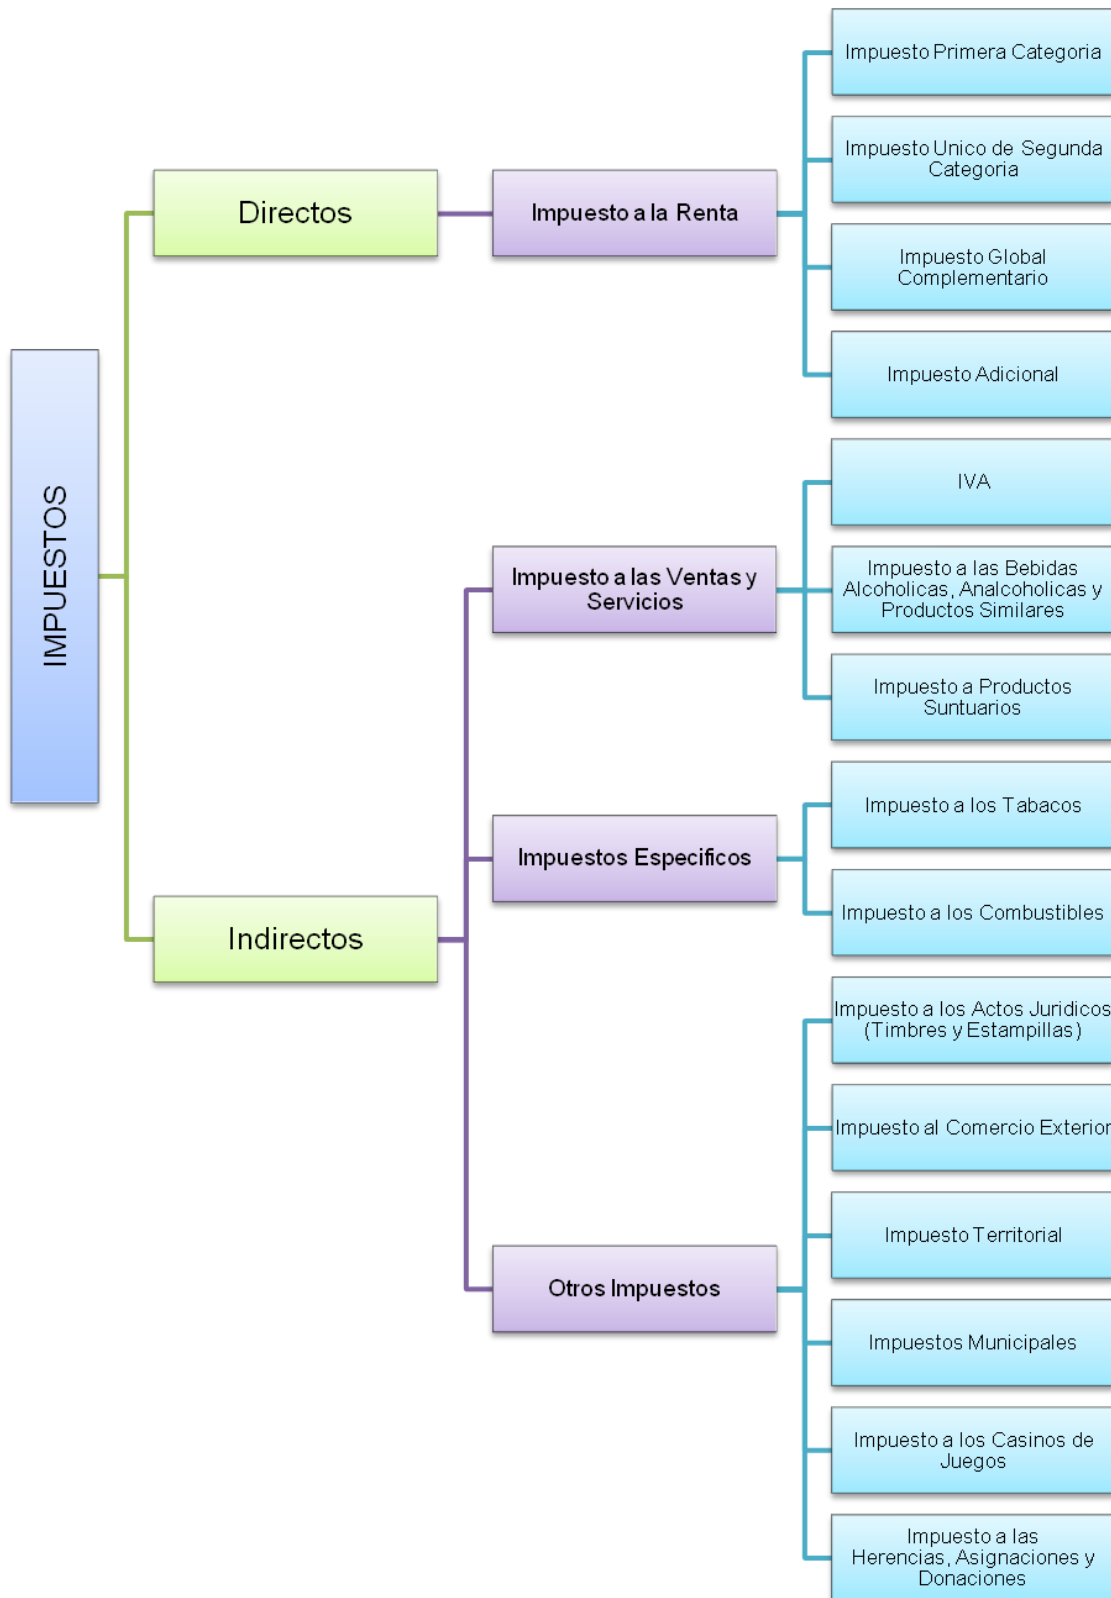 IMPUESTOS
Directos
Impuesto a la Renta
Impuesto Primera Categoria
Impuesto Unico de Segunda
Categoria
Impuesto Global
Complementario
Impuesto Adicional
Indirectos
Impuesto a las Ventas y
Servicios
IVA
Impuesto a las Bebidas
Alcoholicas, Analcoholicas y
Productos Similares
Impuesto a Productos
Suntuarios
Impuestos Especificos
Impuesto a los Tabacos
Impuesto a los Combustibles
Otros Impuestos
Impuesto a los Actos Juridicos
(Timbres y Estampillas)
Impuesto al Comercio Exterior
Impuesto Territorial
Impuestos Municipales
Impuesto a los Casinos de
Juegos
Impuesto a las
Herencias, Asignaciones y
Donaciones